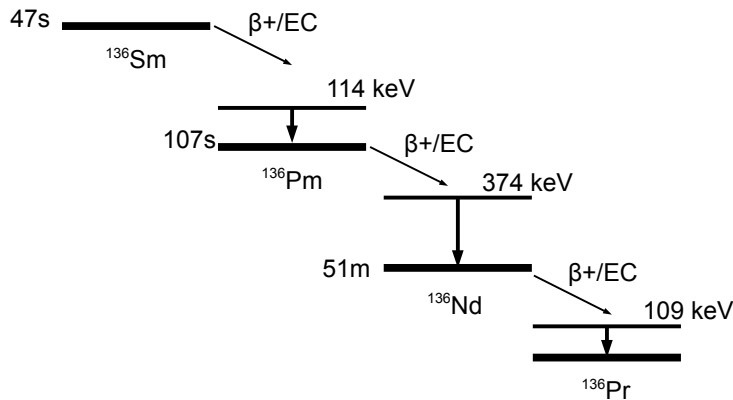 47s
β+/EC
¹³⁶Sm
114 keV
107s
β+/EC
¹³⁶Pm
374 keV
51m
β+/EC
¹³⁶Nd
109 keV
¹³⁶Pr